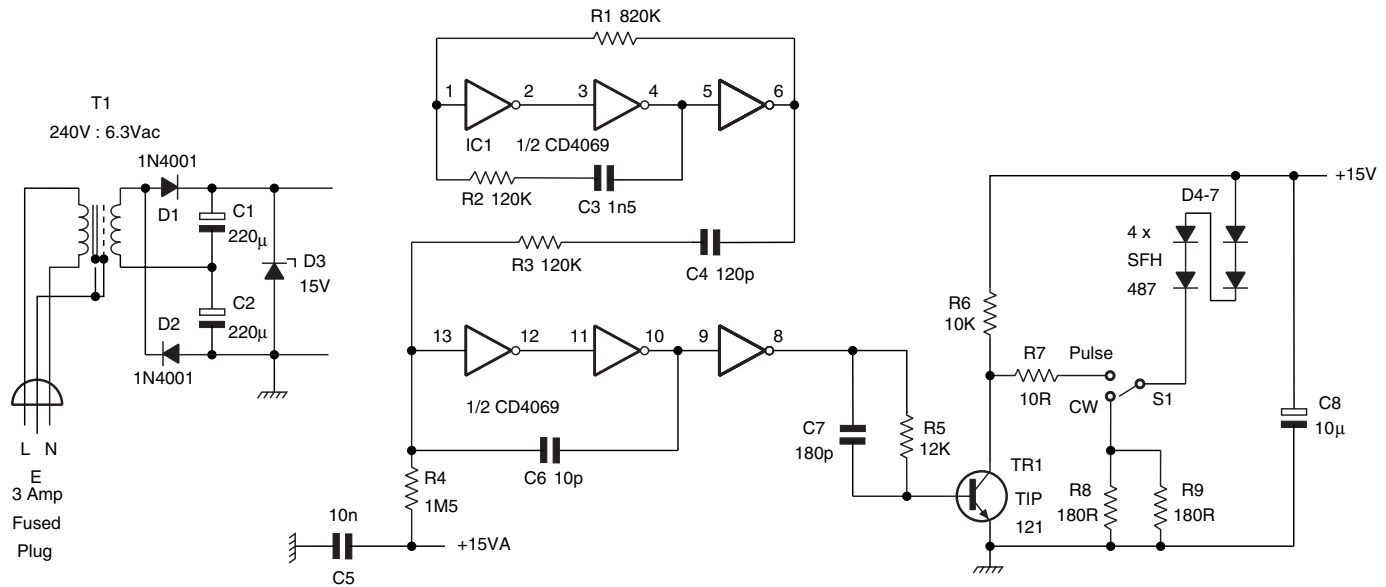 T1
240V : 6.3Vac
1N4001
D1
C1
220µ
D3
15V
C2
220µ
D2
1N4001
L N
E
3 Amp
Fused
Plug
R1 820K
1 2 3 4 5 6
IC1 1/2 CD4069
R2 120K
C3 1n5
R3 120K
C4 120p
13 12 11 10 9 8
1/2 CD4069
C6 10p
R4
1M5
10n
C5
+15VA
C7
180p
R5
12K
TR1
TIP
121
R6
10K
R7
10R
Pulse
CW
S1
R8
180R
R9
180R
D4-7
4 x
SFH
487
+15V
C8
10µ